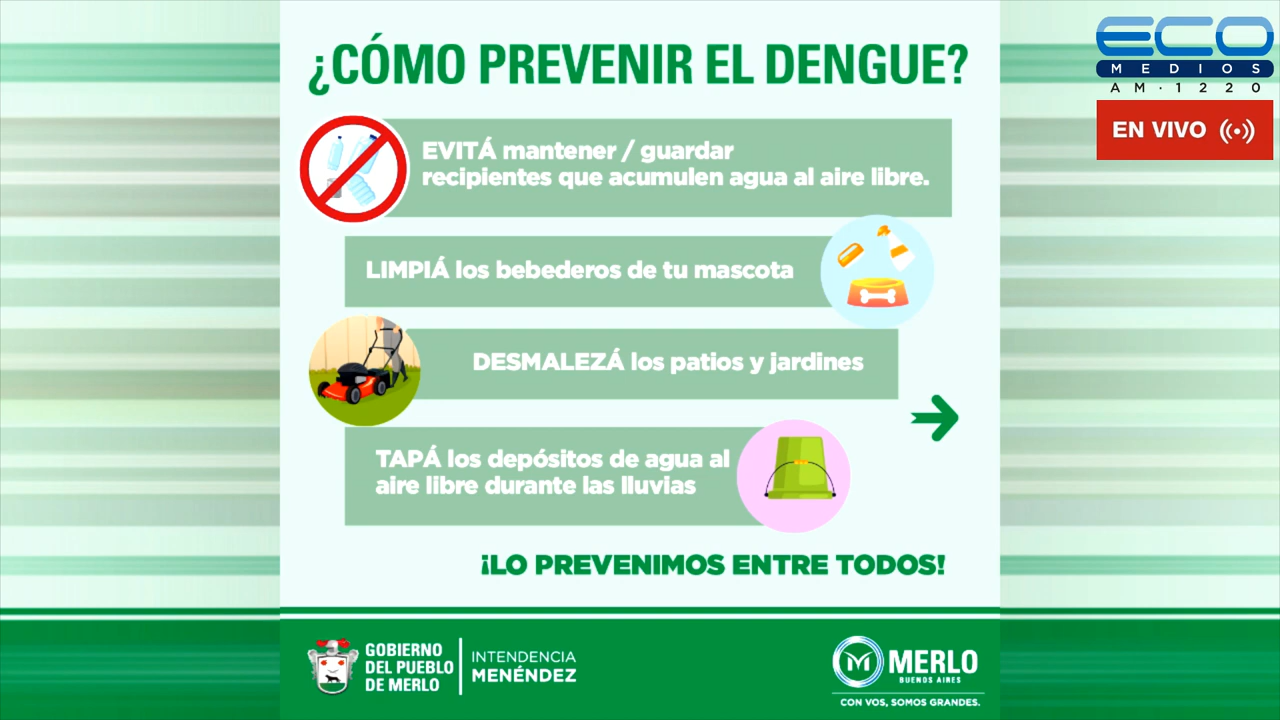 ¿CÓMO PREVENIR EL DENGUE?
ECO
MEDIOS
AM·1220
EN VIVO
EVITÁ mantener / guardar
recipientes que acumulen agua al aire libre.
LIMPIÁ los bebederos de tu mascota
DESMALEZÁ los patios y jardines
TAPÁ los depósitos de agua al
aire libre durante las lluvias
¡LO PREVENIMOS ENTRE TODOS!
GOBIERNO
DEL PUEBLO
DE MERLO
INTENDENCIA
MENÉNDEZ
MERLO
BUENOS AIRES
CON VOS, SOMOS GRANDES.